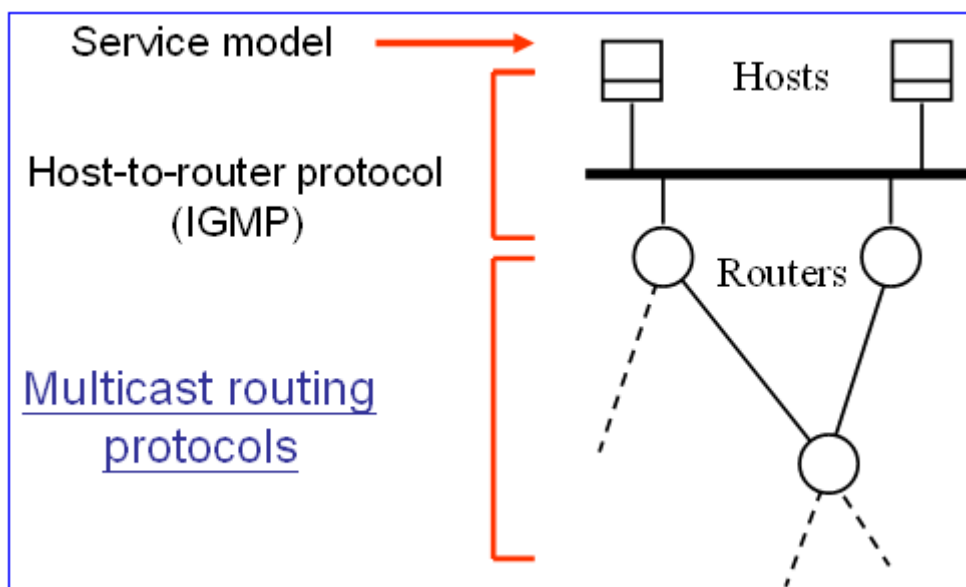 Service model
Hosts
Host-to-router protocol
(IGMP)
Routers
Multicast routing
protocols